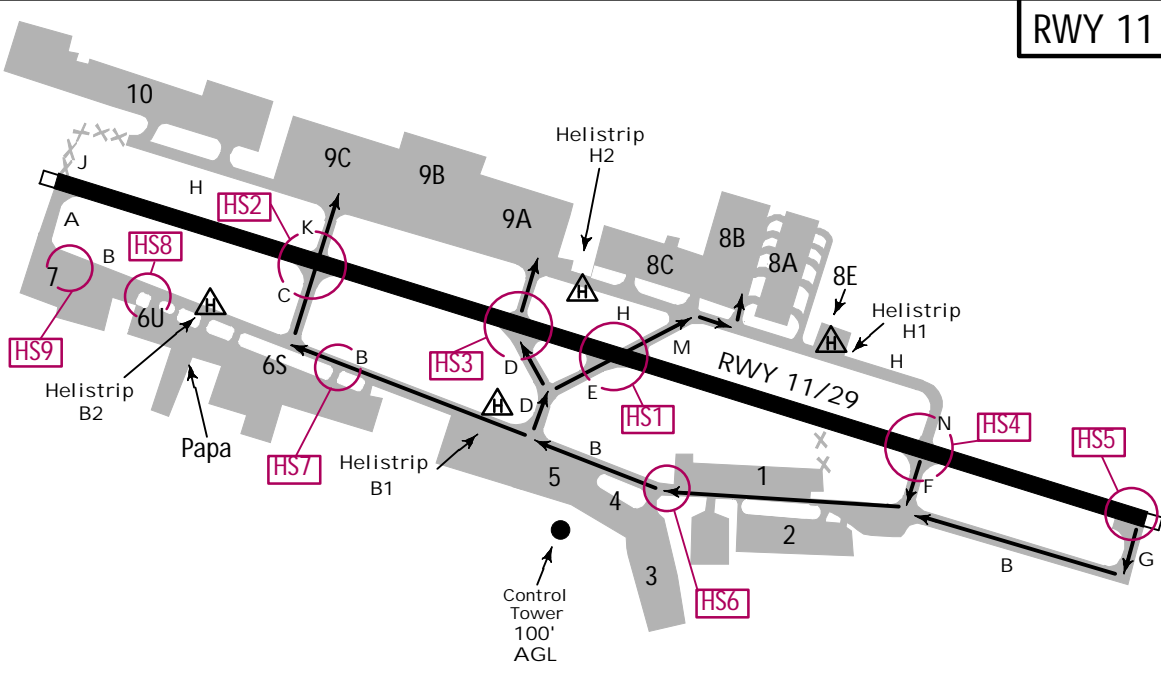 RWY 11
10
Helistrip
H2
9C
9B
J
H
HS2
9A
8B
A
K
8C
8A
HS8
B
8E
7
C
Helistrip
H1
6U
H
H
HS9
H
M
H
HS3
D
RWY 11/29
6S
B
E
Helistrip
B2
HS1
H
D
N
HS4
HS5
Papa
HS7
Helistrip
B1
B
5
1
F
4
2
G
B
3
Control
Tower
100'
AGL
HS6
H
H